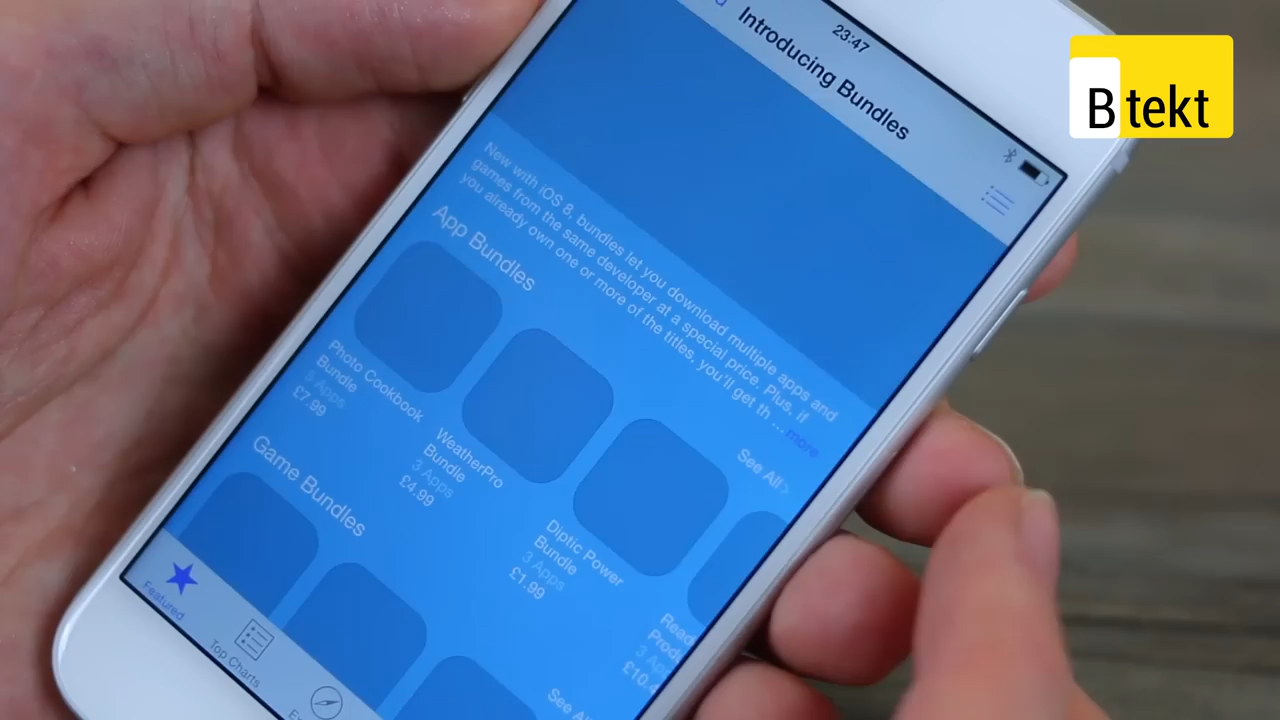 23:47
Introducing Bundles
New with iOS 8, bundles let you download multiple apps and
games from the same developer at a special price. Plus, if
you already own one or more of the titles, you'll get th ... more
App Bundles
See All
Photo Cookbook
Bundle
5 Apps
£7.99
WeatherPro
Bundle
3 Apps
£4.99
Diptic Power
Bundle
3 Apps
£1.99
Game Bundles
Featured
Top Charts
B tekt